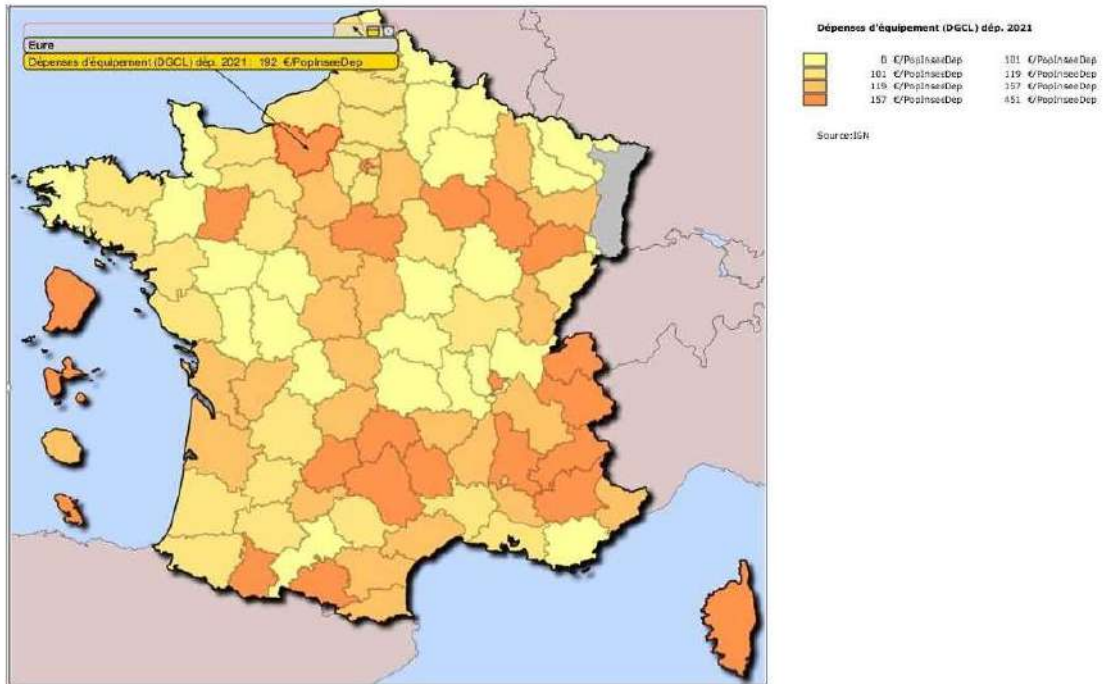 Eure
Dépenses d'équipement (DGCL) dép. 2021 : 192 €/PopInseeDep
Dépenses d'équipement (DGCL) dép. 2021
0 €/PopInseeDep 101 €/PopInseeDep
101 €/PopInseeDep 119 €/PopInseeDep
119 €/PopInseeDep 157 €/PopInseeDep
157 €/PopInseeDep 451 €/PopInseeDep
Source:IGN